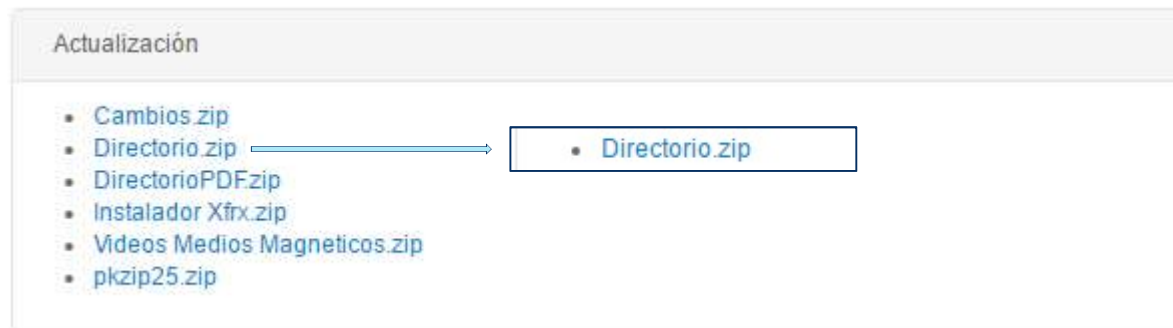 Actualización
• Cambios.zip
• Directorio.zip
• Directorio.zip
• DirectorioPDF.zip
• Instalador Xfrx.zip
• Videos Medios Magneticos.zip
• pkzip25.zip